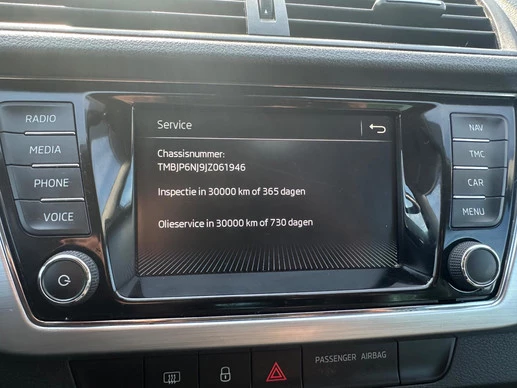 RADIO
MEDIA
PHONE
VOICE
Service
Chassisnummer:
TMBJP6NJ9JZ061946
Inspectie in 30000 km of 365 dagen
Olieservice in 30000 km of 730 dagen
NAV
TMC
CAR
MENU
PASSENGER AIRBAG